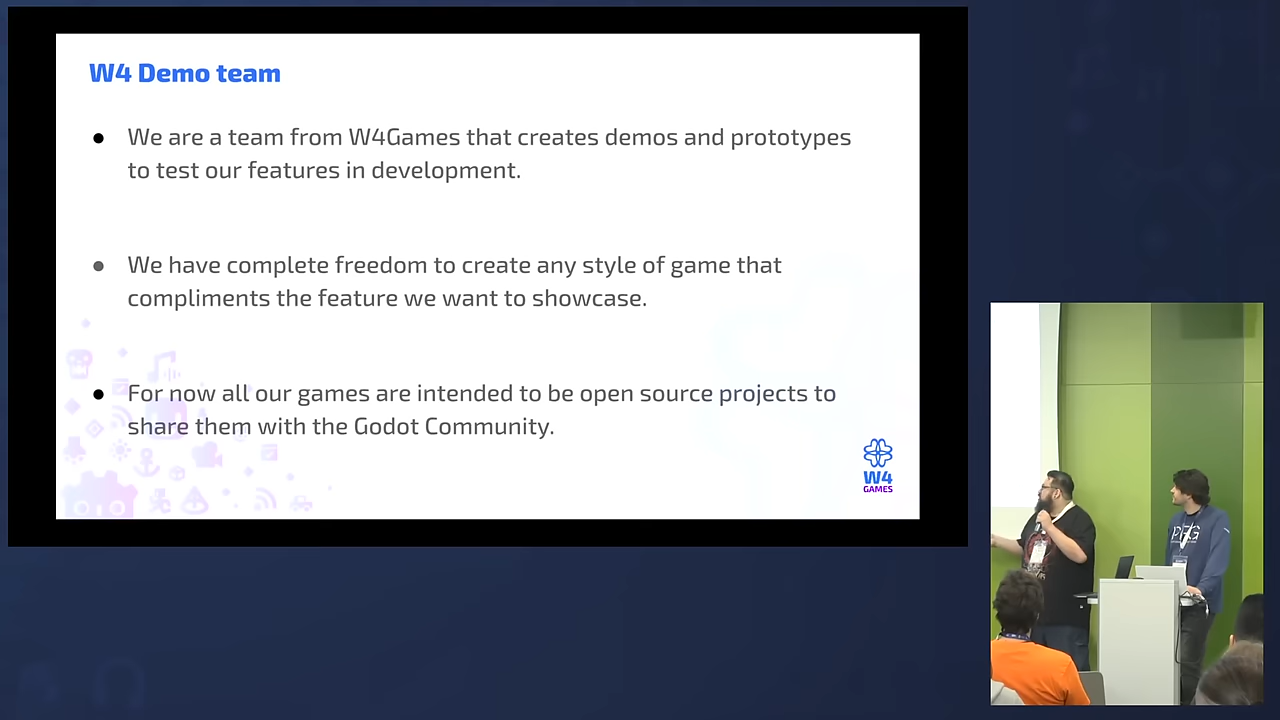 W4 Demo team
● We are a team from W4Games that creates demos and prototypes
to test our features in development.
● We have complete freedom to create any style of game that
compliments the feature we want to showcase.
● For now all our games are intended to be open source projects to
share them with the Godot Community.
W4
GAMES